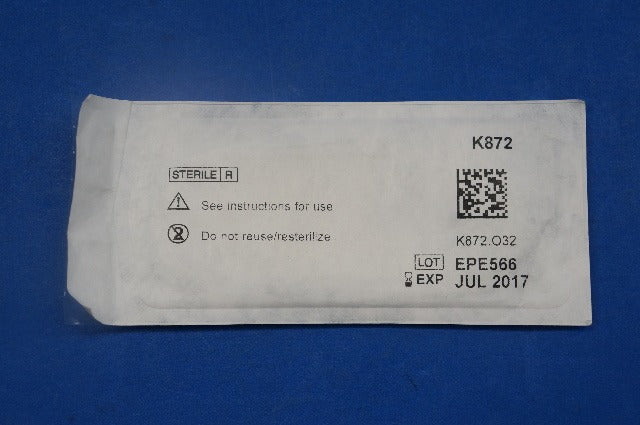 K872
STERILE R
See instructions for use
Do not reuse/resterilize
K872.O32
LOT EPE566
EXP JUL 2017